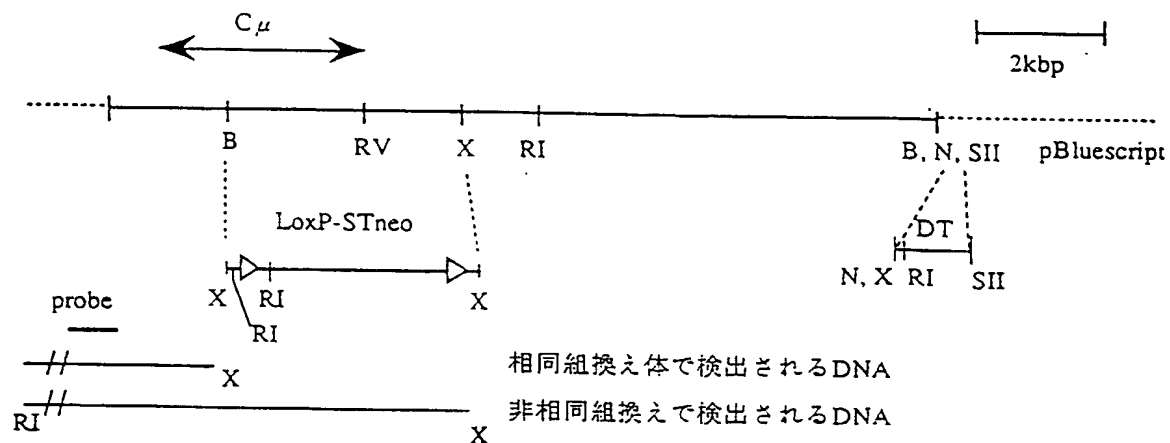 Cμ
2kbp
B
RV
X
RI
B, N, SII
pBluescript
LoxP-STneo
DT
X
RI
X
N, X
RI
SII
probe
RI
X
相同組換え体で検出されるDNA
RI
X
非相同組換えで検出されるDNA